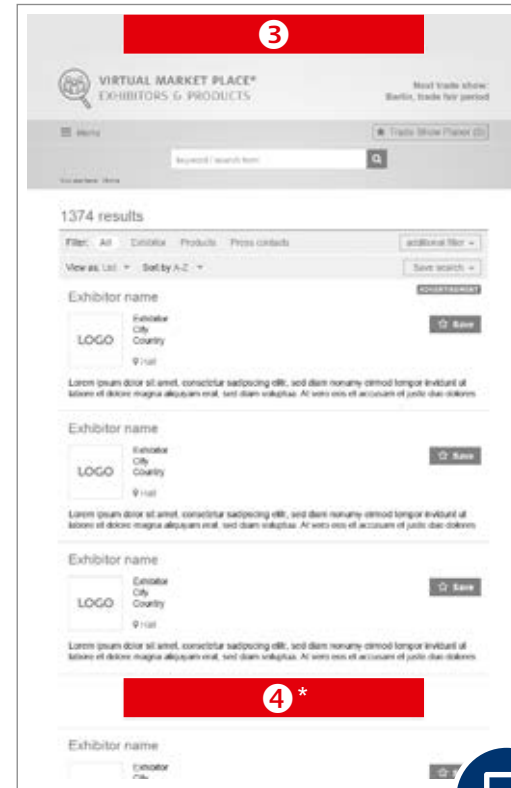 3
VIRTUAL MARKET PLACE®
EXHIBITORS & PRODUCTS
Next trade show:
Berlin, trade fair period
Menu
Trade Show Planer (0)
keyword / search term
You are here: Home
1374 results
Filter: All Exhibitor Products Press contacts
additional filter
View as: List Sort by A-Z
Save search
ADVERTISEMENT
Exhibitor name
LOGO
Exhibitor
City
Country
Hall
Save
Lorem ipsum dolor sit amet, consetetur sadipscing elitr, sed diam nonumy eirmod tempor invidunt ut
labore et dolore magna aliquyam erat, sed diam voluptua. At vero eos et accusam et justo duo dolores
Exhibitor name
LOGO
Exhibitor
City
Country
Hall
Save
Lorem ipsum dolor sit amet, consetetur sadipscing elitr, sed diam nonumy eirmod tempor invidunt ut
labore et dolore magna aliquyam erat, sed diam voluptua. At vero eos et accusam et justo duo dolores
Exhibitor name
LOGO
Exhibitor
City
Country
Hall
Save
Lorem ipsum dolor sit amet, consetetur sadipscing elitr, sed diam nonumy eirmod tempor invidunt ut
labore et dolore magna aliquyam erat, sed diam voluptua. At vero eos et accusam et justo duo dolores
4*
Exhibitor name
Exhibitor
City